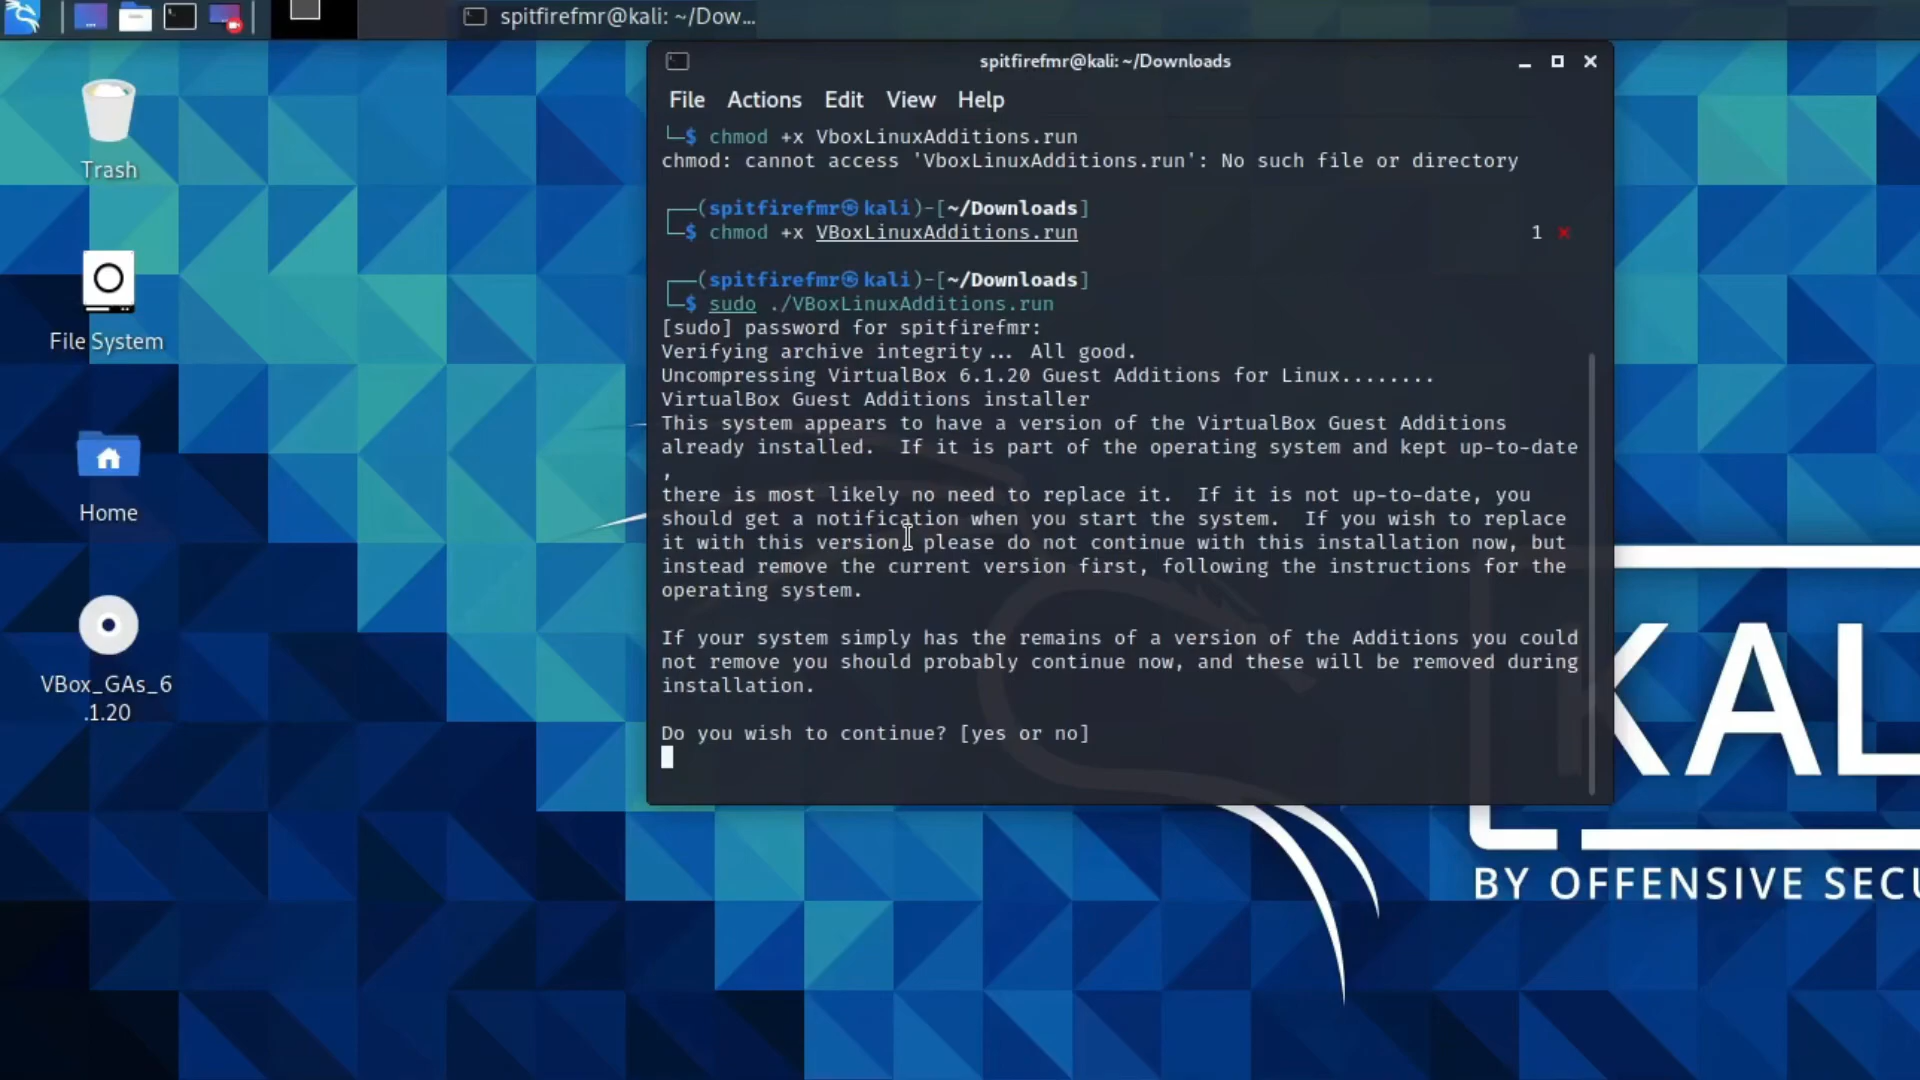 spitfirefmr@kali: ~/Dow...
spitfirefmr@kali: ~/Downloads
File Actions Edit View Help
└─$ chmod +x VboxLinuxAdditions.run
chmod: cannot access 'VboxLinuxAdditions.run': No such file or directory
┌──(spitfirefmr㉿kali)-[~/Downloads]
└─$ chmod +x VBoxLinuxAdditions.run 1 ⨯
┌──(spitfirefmr㉿kali)-[~/Downloads]
└─$ sudo ./VBoxLinuxAdditions.run
[sudo] password for spitfirefmr:
Verifying archive integrity... All good.
Uncompressing VirtualBox 6.1.20 Guest Additions for Linux........
VirtualBox Guest Additions installer
This system appears to have a version of the VirtualBox Guest Additions
already installed.  If it is part of the operating system and kept up-to-date
,
there is most likely no need to replace it.  If it is not up-to-date, you
should get a notification when you start the system.  If you wish to replace
it with this version, please do not continue with this installation now, but
instead remove the current version first, following the instructions for the
operating system.
If your system simply has the remains of a version of the Additions you could
not remove you should probably continue now, and these will be removed during
installation.
Do you wish to continue? [yes or no]
Trash
File System
Home
VBox_GAs_6
.1.20
KAL
BY OFFENSIVE SECU